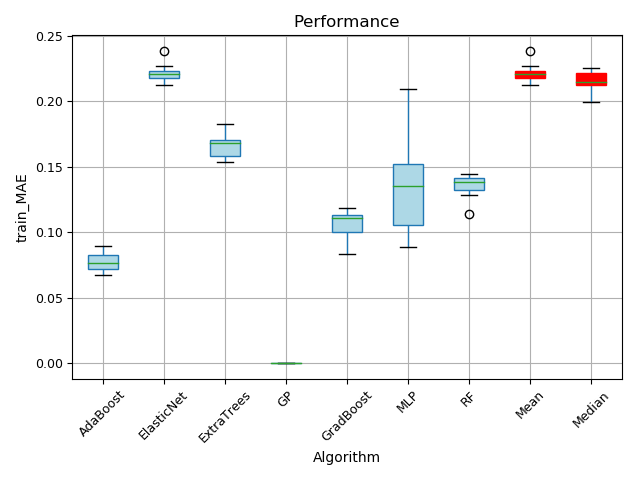 Performance
0.25
0.20
0.15
0.10
0.05
0.00
train_MAE
AdaBoost
ElasticNet
ExtraTrees
GP
GradBoost
MLP
RF
Mean
Median
Algorithm